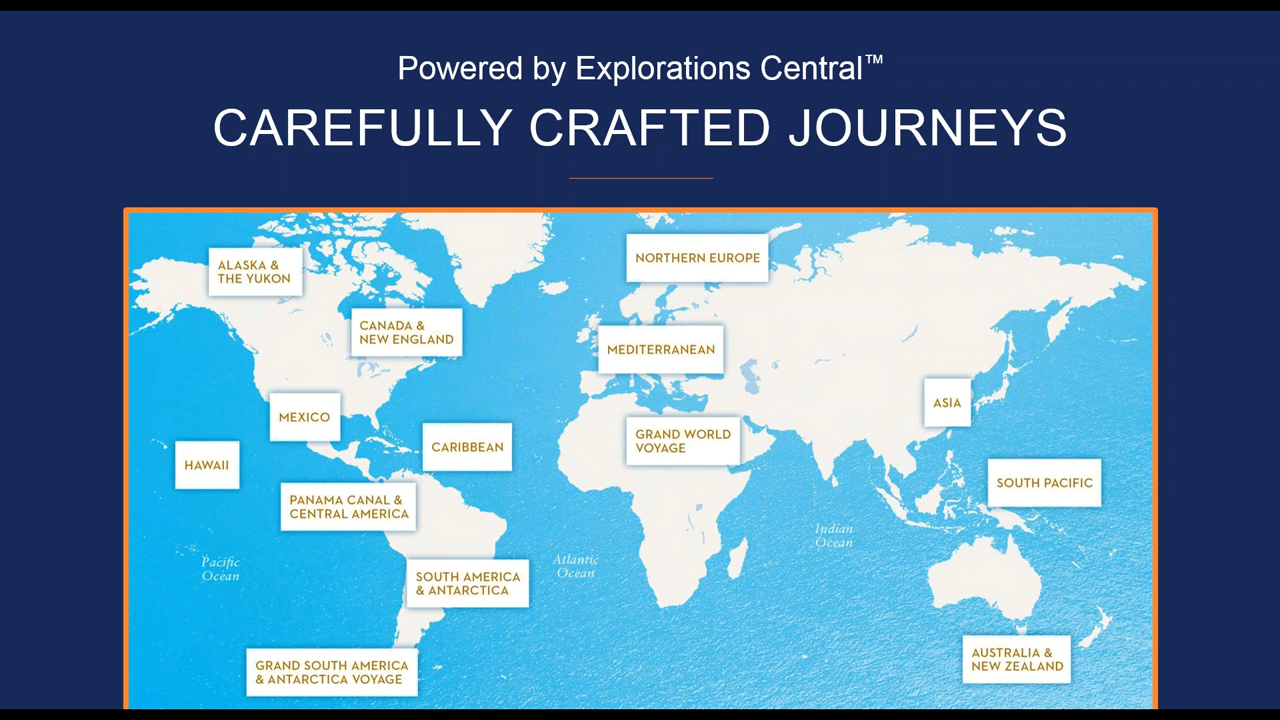 Powered by Explorations Central™
CAREFULLY CRAFTED JOURNEYS
ALASKA &
THE YUKON
NORTHERN EUROPE
CANADA &
NEW ENGLAND
MEDITERRANEAN
MEXICO
ASIA
CARIBBEAN
GRAND WORLD
VOYAGE
HAWAII
SOUTH PACIFIC
PANAMA CANAL &
CENTRAL AMERICA
Indian
Ocean
Pacific
Ocean
Atlantic
Ocean
SOUTH AMERICA
& ANTARCTICA
GRAND SOUTH AMERICA
& ANTARCTICA VOYAGE
AUSTRALIA &
NEW ZEALAND